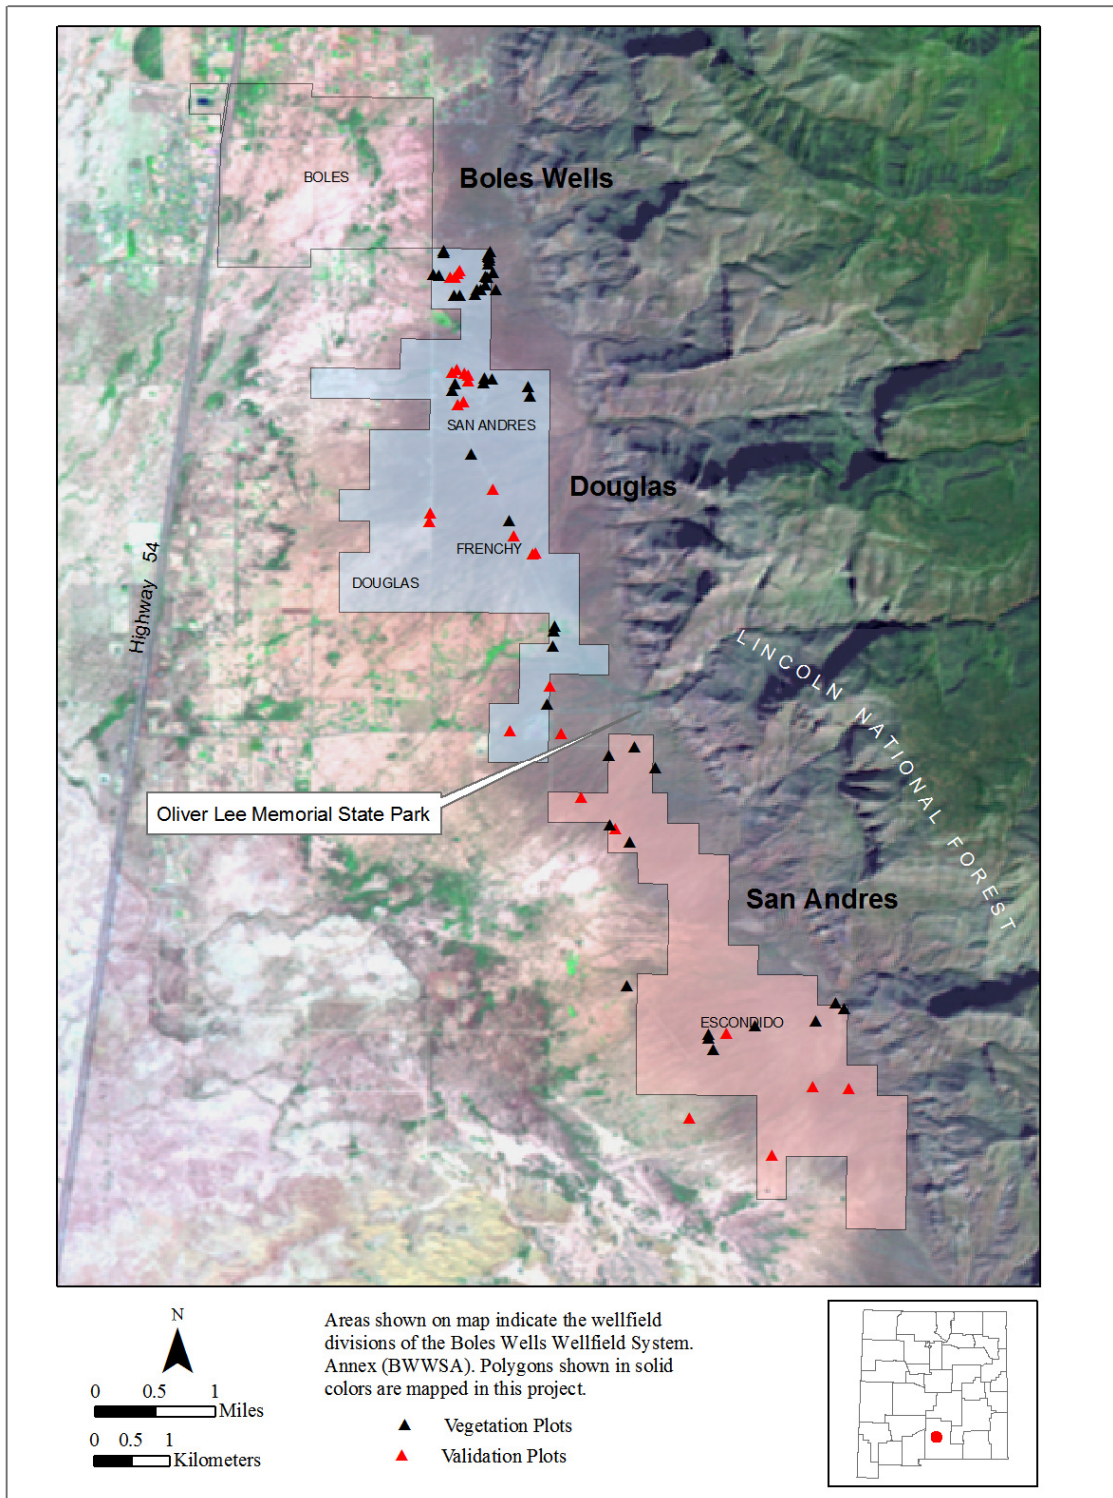 BOLES
Boles Wells
SAN ANDRES
Douglas
FRENCHY
DOUGLAS
Highway 54
LINCOLN NATIONAL FOREST
Oliver Lee Memorial State Park
San Andres
ESCONDIDO
N
0 0.5 1
Miles
0 0.5 1
Kilometers
Areas shown on map indicate the wellfield
divisions of the Boles Wells Wellfield System.
Annex (BWWSA). Polygons shown in solid
colors are mapped in this project.
Vegetation Plots
Validation Plots